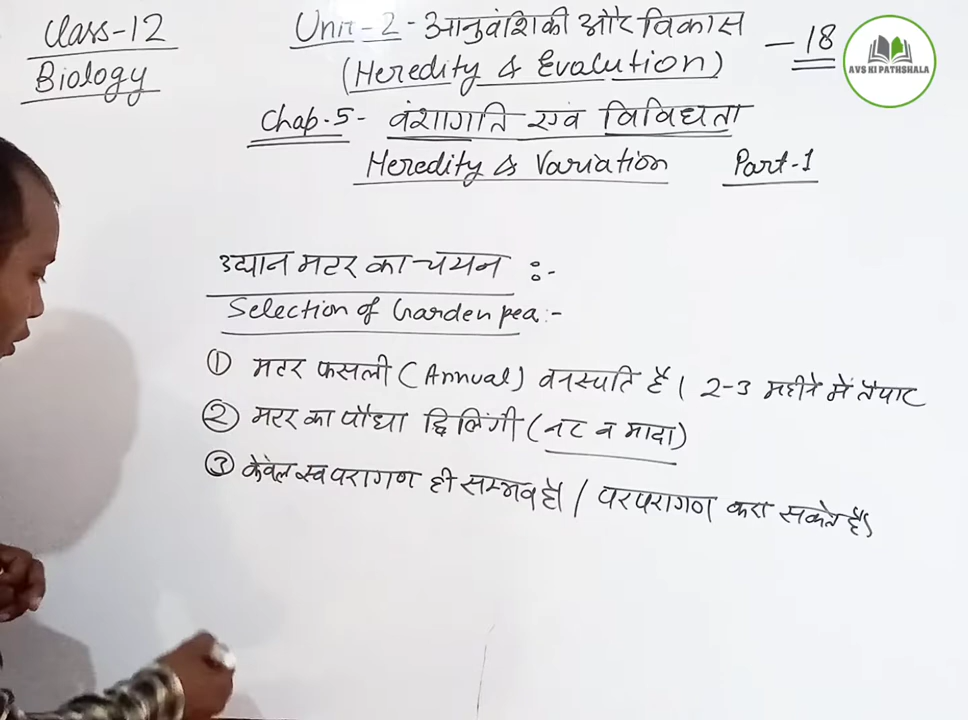 Class-12
Biology
Unit-2-आनुवंशिकी और विकास
(Heredity & Evalution)
-18
AVS KI PATHSHALA
Chap.5- वंशागति एवं विविधता
Heredity & Variation Part-1
उद्यान मटर का चयन :-
Selection of Garden pea:-
① मटर फसली (Annual) वनस्पति है। 2-3 महीने में तैयार
② मटर का पौधा द्विलिंगी (नर व मादा)
③ केवल स्वपरागण ही सम्भव है / परपरागण करा सकते है